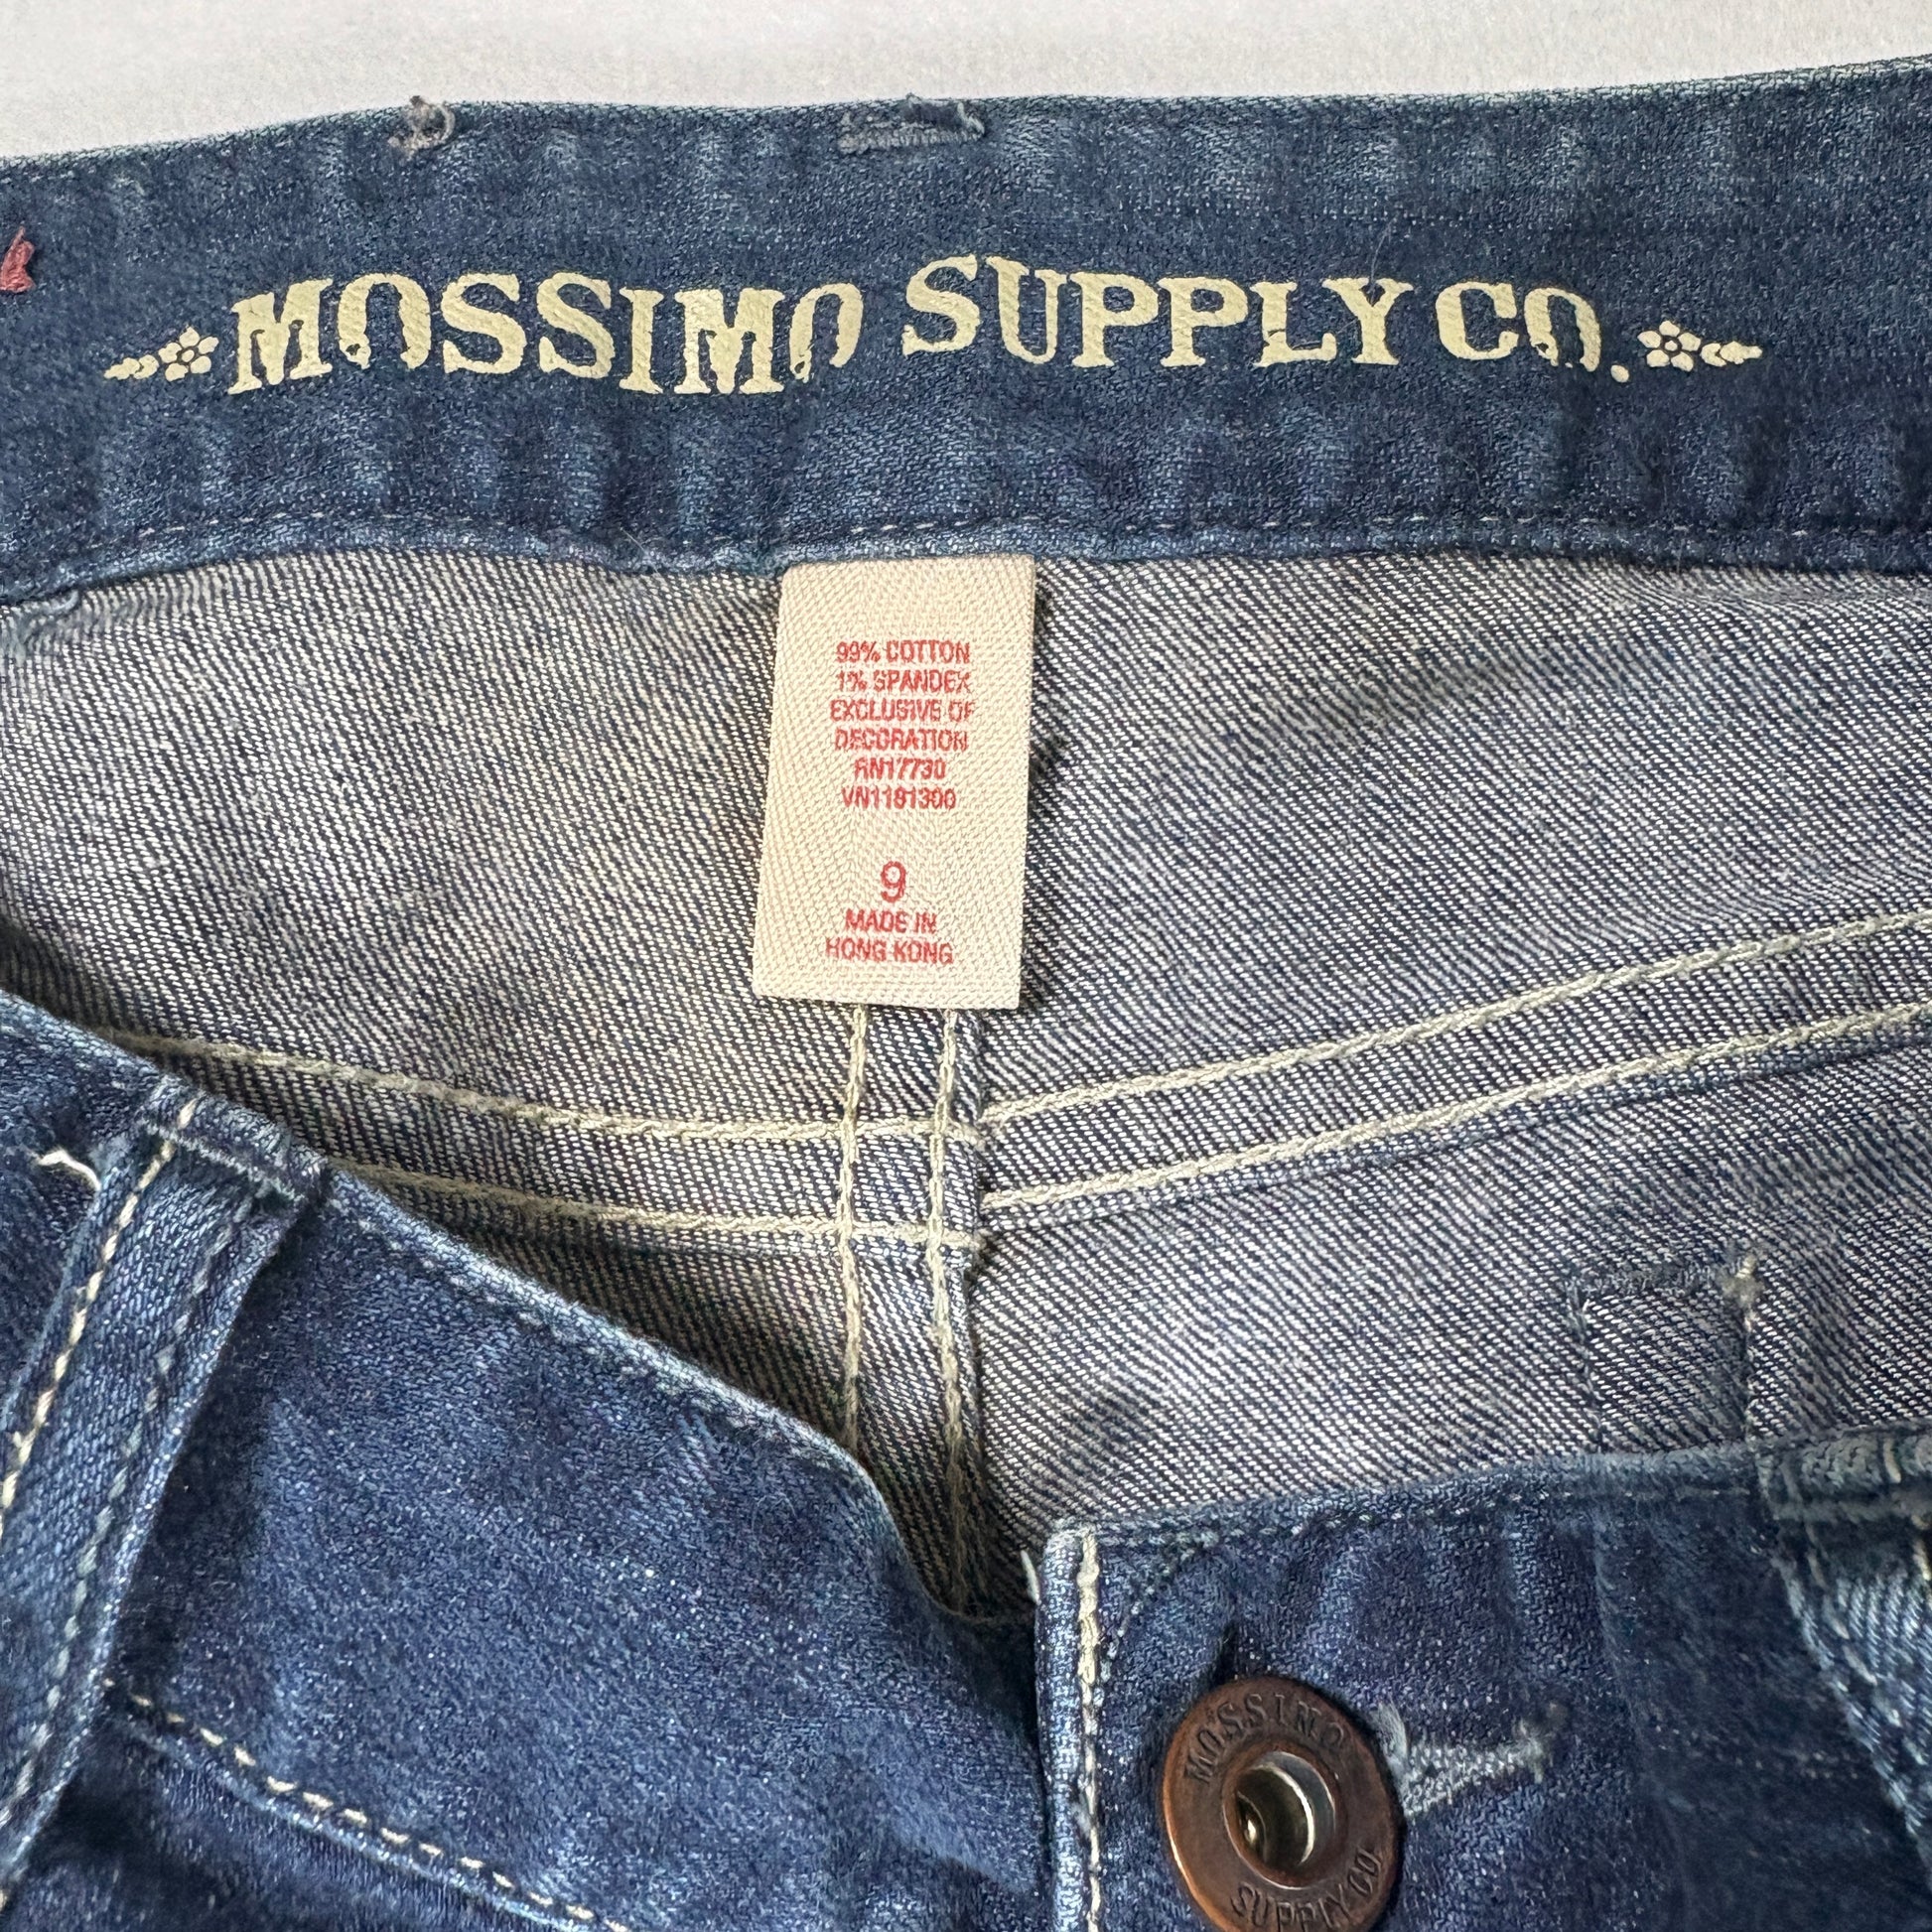 MOSSIMO SUPPLY CO.
99% COTTON
1% SPANDEX
EXCLUSIVE OF
DECORATION
RN17730
VN1181300
9
MADE IN
HONG KONG
MOSSIMO
SUPPLY CO.